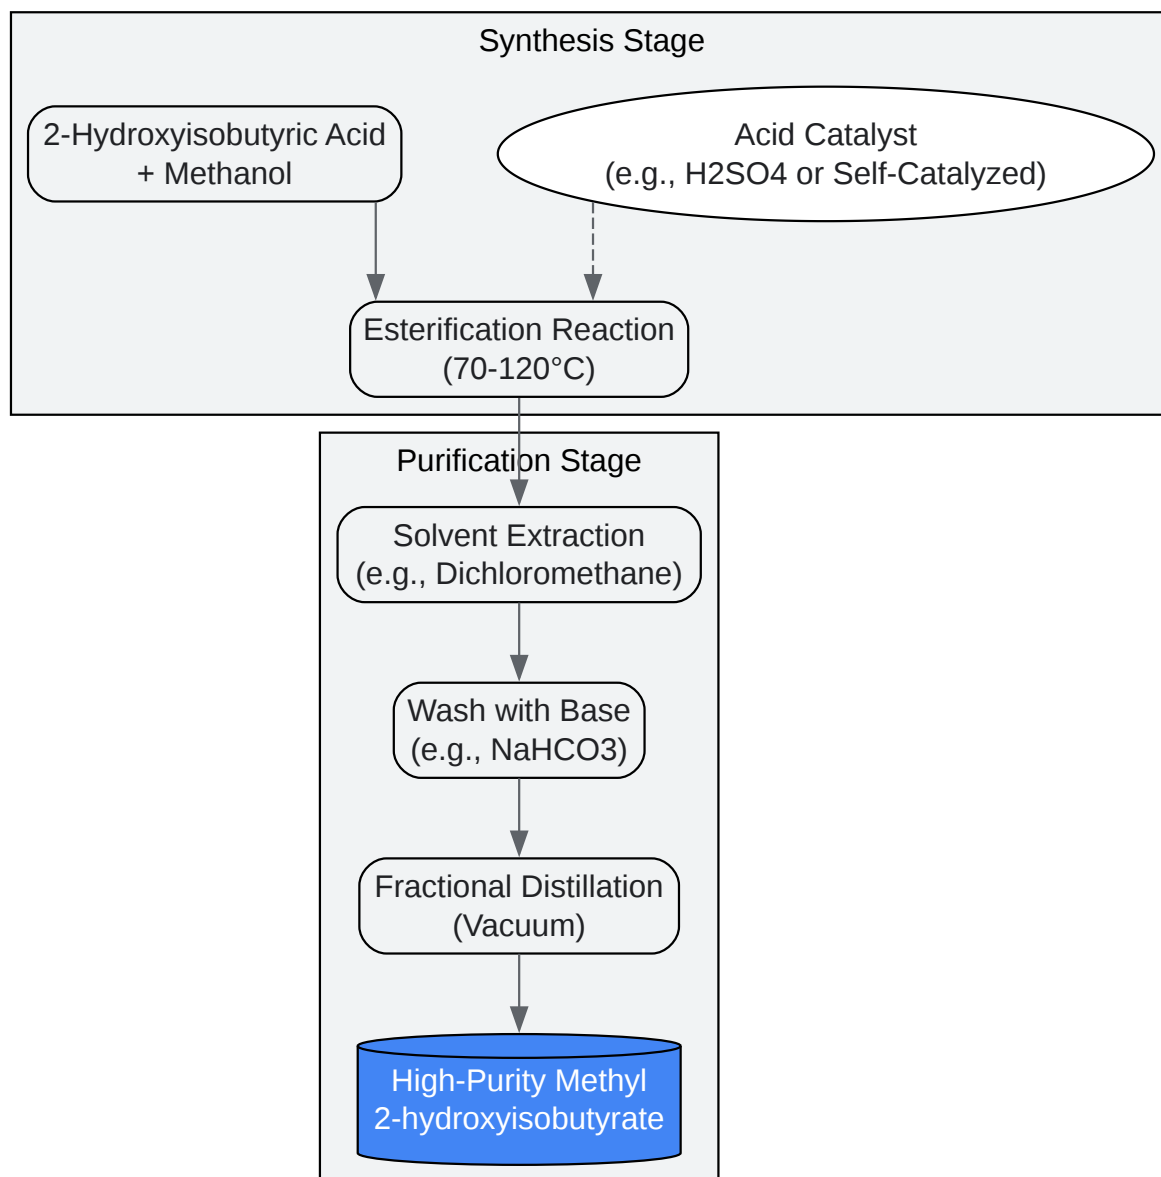 Synthesis Stage
2-Hydroxyisobutyric Acid
+ Methanol
Acid Catalyst
(e.g., H2SO4 or Self-Catalyzed)
Esterification Reaction
(70-120°C)
Purification Stage
Solvent Extraction
(e.g., Dichloromethane)
Wash with Base
(e.g., NaHCO3)
Fractional Distillation
(Vacuum)
High-Purity Methyl
2-hydroxyisobutyrate